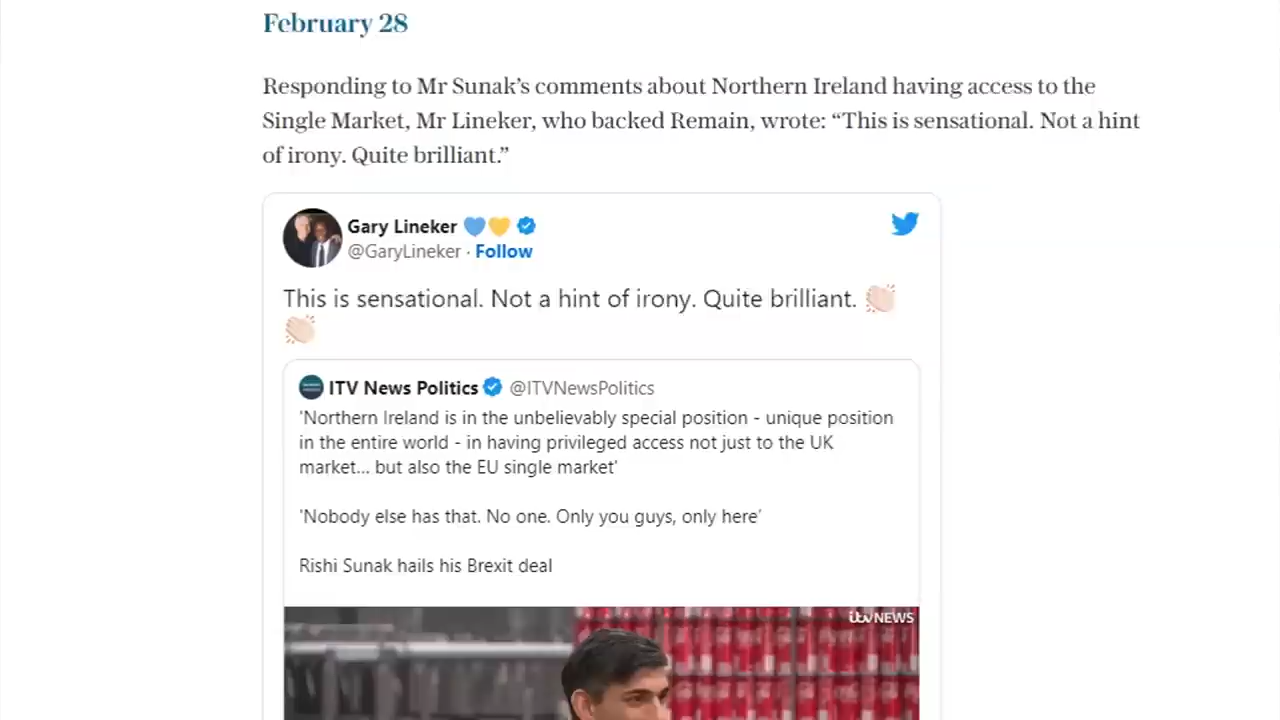 February 28
Responding to Mr Sunak’s comments about Northern Ireland having access to the
Single Market, Mr Lineker, who backed Remain, wrote: “This is sensational. Not a hint
of irony. Quite brilliant.”
Gary Lineker 💙💛
@GaryLineker · Follow
This is sensational. Not a hint of irony. Quite brilliant. 👏🏻
👏🏻
ITV News Politics @ITVNewsPolitics
'Northern Ireland is in the unbelievably special position - unique position
in the entire world - in having privileged access not just to the UK
market... but also the EU single market'
'Nobody else has that. No one. Only you guys, only here’
Rishi Sunak hails his Brexit deal
itv NEWS